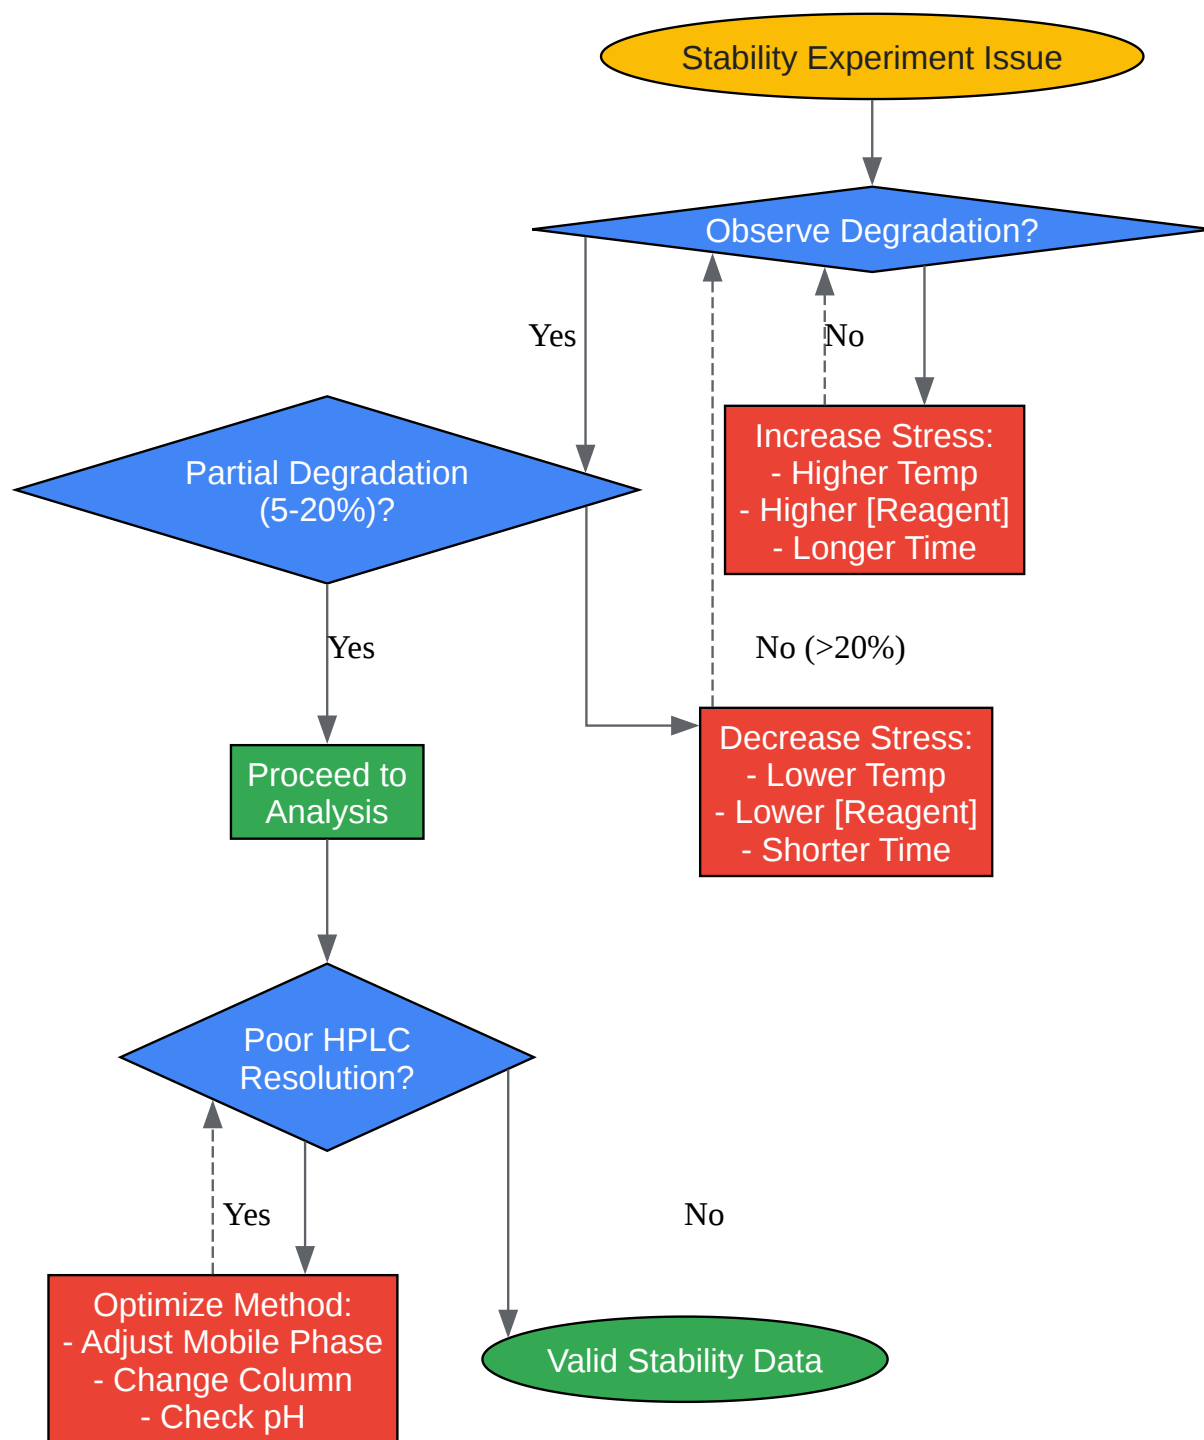 Stability Experiment Issue
Observe Degradation?
Yes
No
Partial Degradation
(5-20%)?
Increase Stress:
- Higher Temp
- Higher [Reagent]
- Longer Time
Yes
No (>20%)
Proceed to
Analysis
Decrease Stress:
- Lower Temp
- Lower [Reagent]
- Shorter Time
Poor HPLC
Resolution?
Yes
No
Optimize Method:
- Adjust Mobile Phase
- Change Column
- Check pH
Valid Stability Data